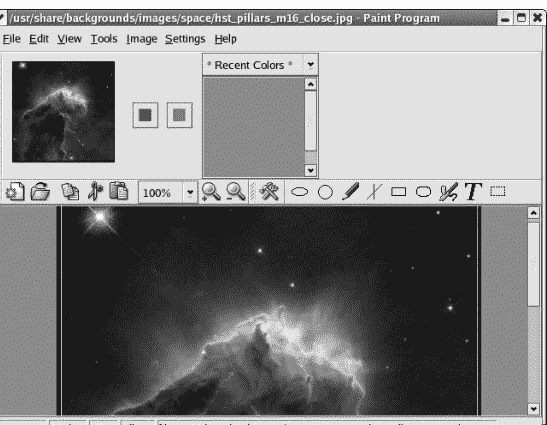 /usr/share/backgrounds/images/space/hst_pillars_m16_close.jpg - Paint Program
File Edit View Tools Image Settings Help
* Recent Colors *
100%
T